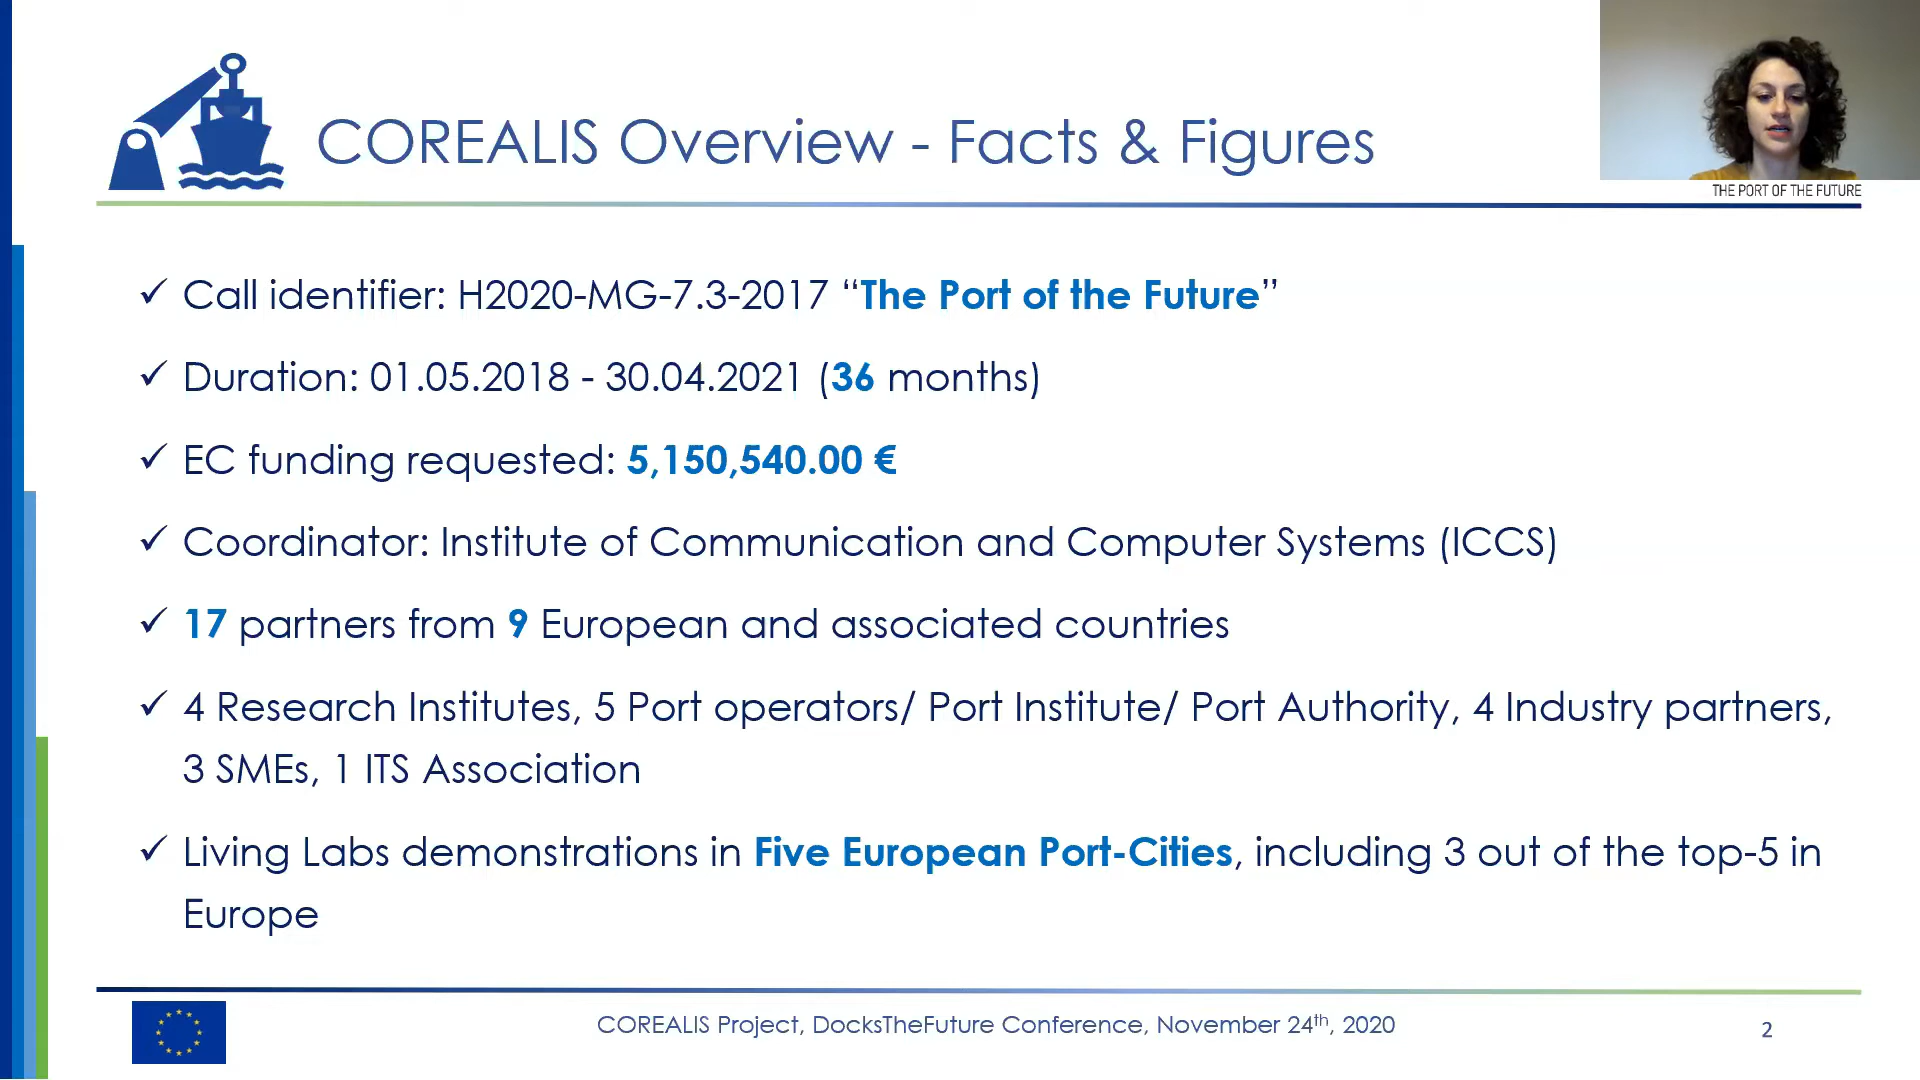 COREALIS Overview - Facts & Figures
THE PORT OF THE FUTURE
✓ Call identifier: H2020-MG-7.3-2017 “The Port of the Future”
✓ Duration: 01.05.2018 - 30.04.2021 (36 months)
✓ EC funding requested: 5,150,540.00 €
✓ Coordinator: Institute of Communication and Computer Systems (ICCS)
✓ 17 partners from 9 European and associated countries
✓ 4 Research Institutes, 5 Port operators/ Port Institute/ Port Authority, 4 Industry partners,
3 SMEs, 1 ITS Association
✓ Living Labs demonstrations in Five European Port-Cities, including 3 out of the top-5 in
Europe
COREALIS Project, DocksTheFuture Conference, November 24th, 2020
2